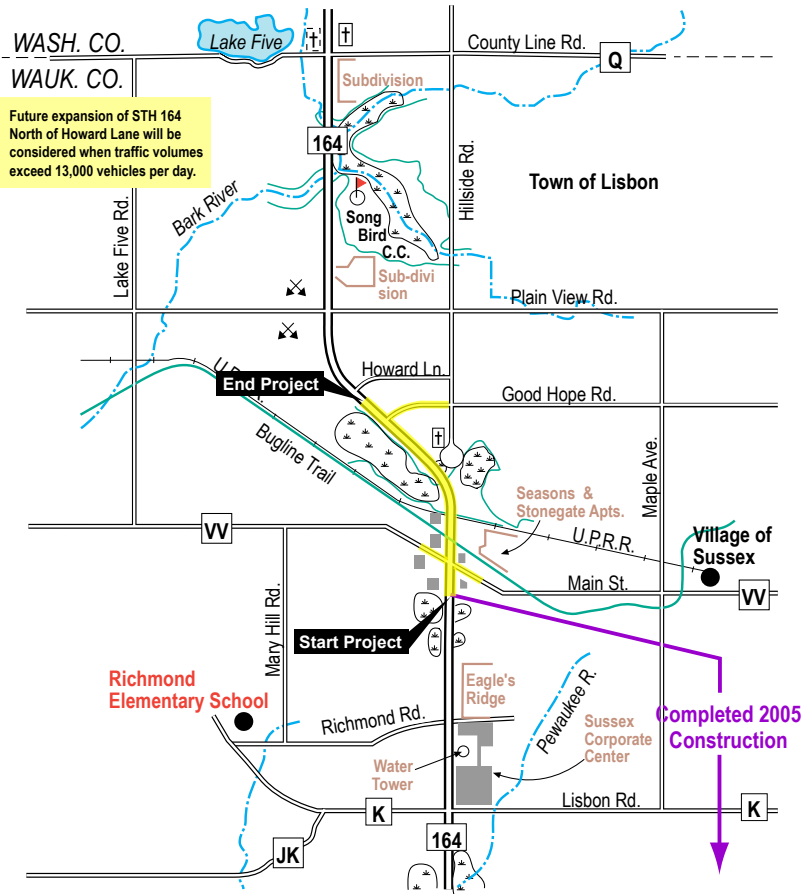 WASH. CO.
WAUK. CO.
Lake Five
County Line Rd.
Q
Future expansion of STH 164
North of Howard Lane will be
considered when traffic volumes
exceed 13,000 vehicles per day.
Subdivision
164
Bark River
Lake Five Rd.
Hillside Rd.
Town of Lisbon
Song
Bird
C.C.
Sub-divi
sion
Plain View Rd.
Howard Ln.
U.P.R.R.
End Project
Good Hope Rd.
Bugline Trail
Maple Ave.
Seasons &
Stonegate Apts.
U.P.R.R.
VV
Village of
Sussex
Main St.
VV
Mary Hill Rd.
Start Project
Richmond
Elementary School
Eagle's
Ridge
Pewaukee R.
Richmond Rd.
Sussex
Corporate
Center
Completed 2005
Construction
Water
Tower
Lisbon Rd.
K
K
164
JK